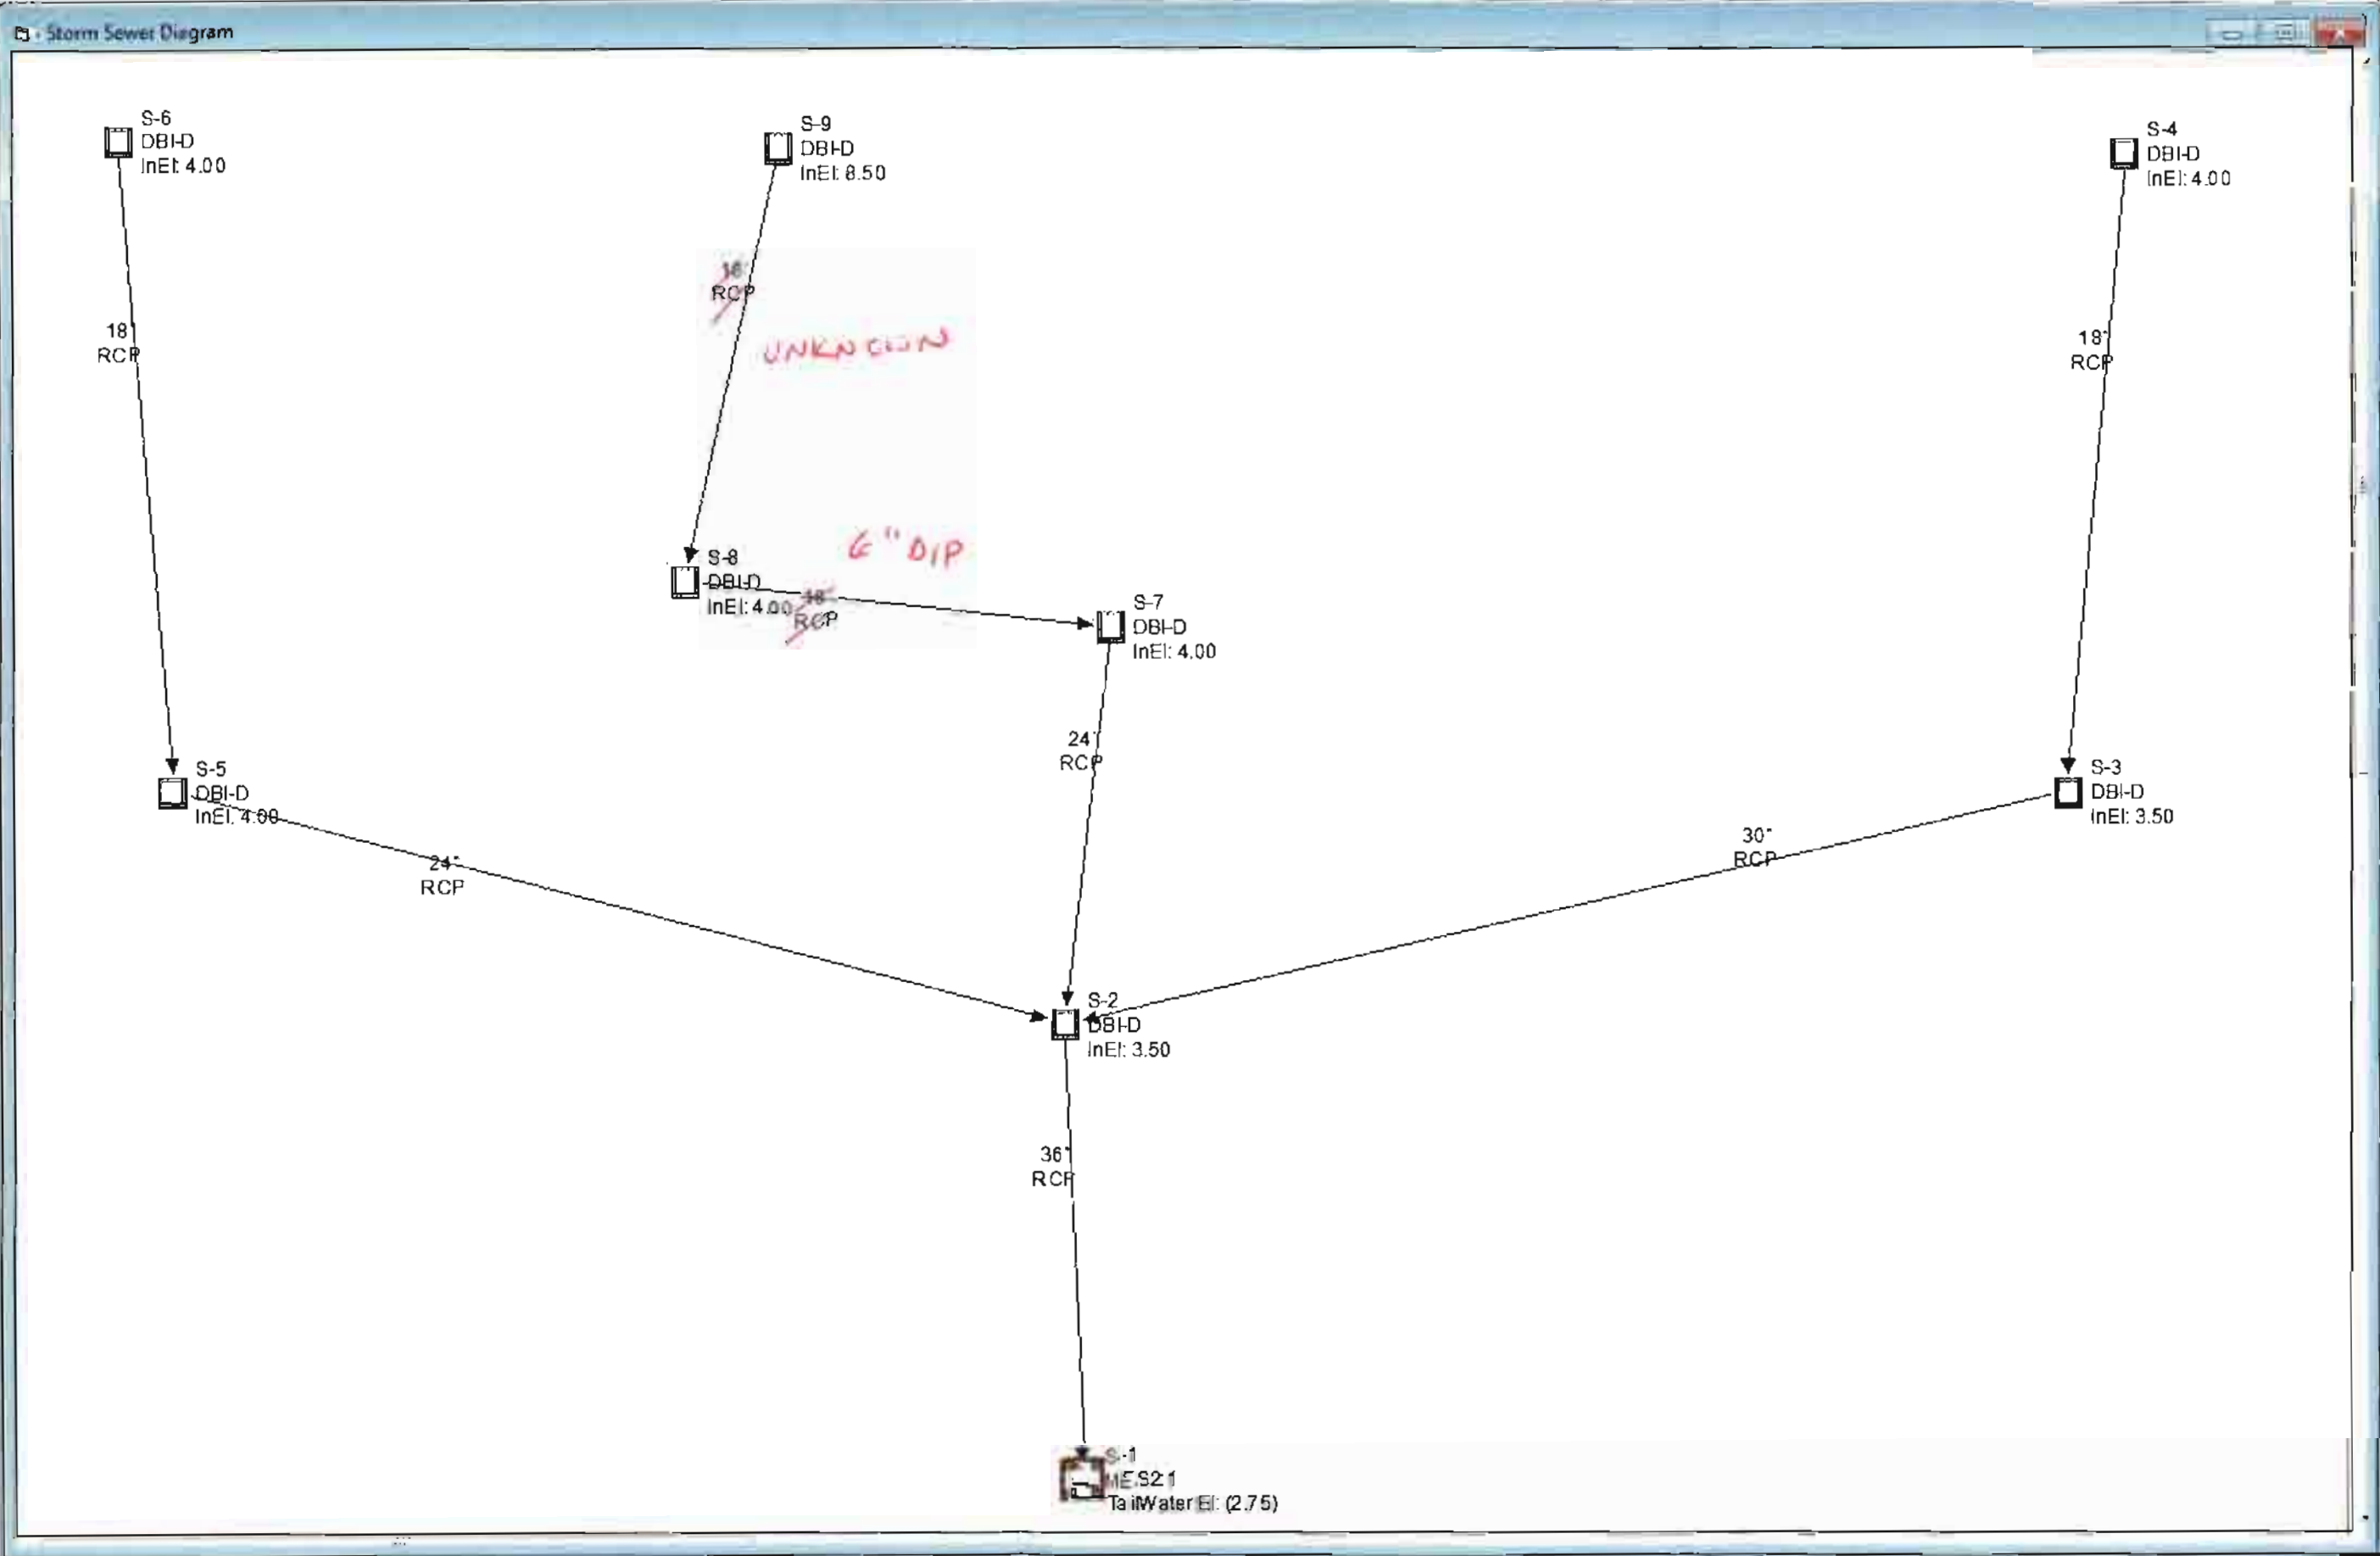 Storm Sewer Diagram
S-6
DBI-D
InEl: 4.00
S-9
DBI-D
InEl: 8.50
S-4
DBI-D
InEl: 4.00
18"
RCP
UNKNOWN
18
RCP
18"
RCP
6" DIP
S-8
DBI-D
InEl: 4.00
18"
RCP
S-7
DBI-D
InEl: 4.00
24"
RCP
S-5
DBI-D
InEl: 4.00
S-3
DBI-D
InEl: 3.50
24"
RCP
30"
RCP
S-2
DBI-D
InEl: 3.50
36"
RCP
S-1
MES2:1
TailWater El: (2.75)